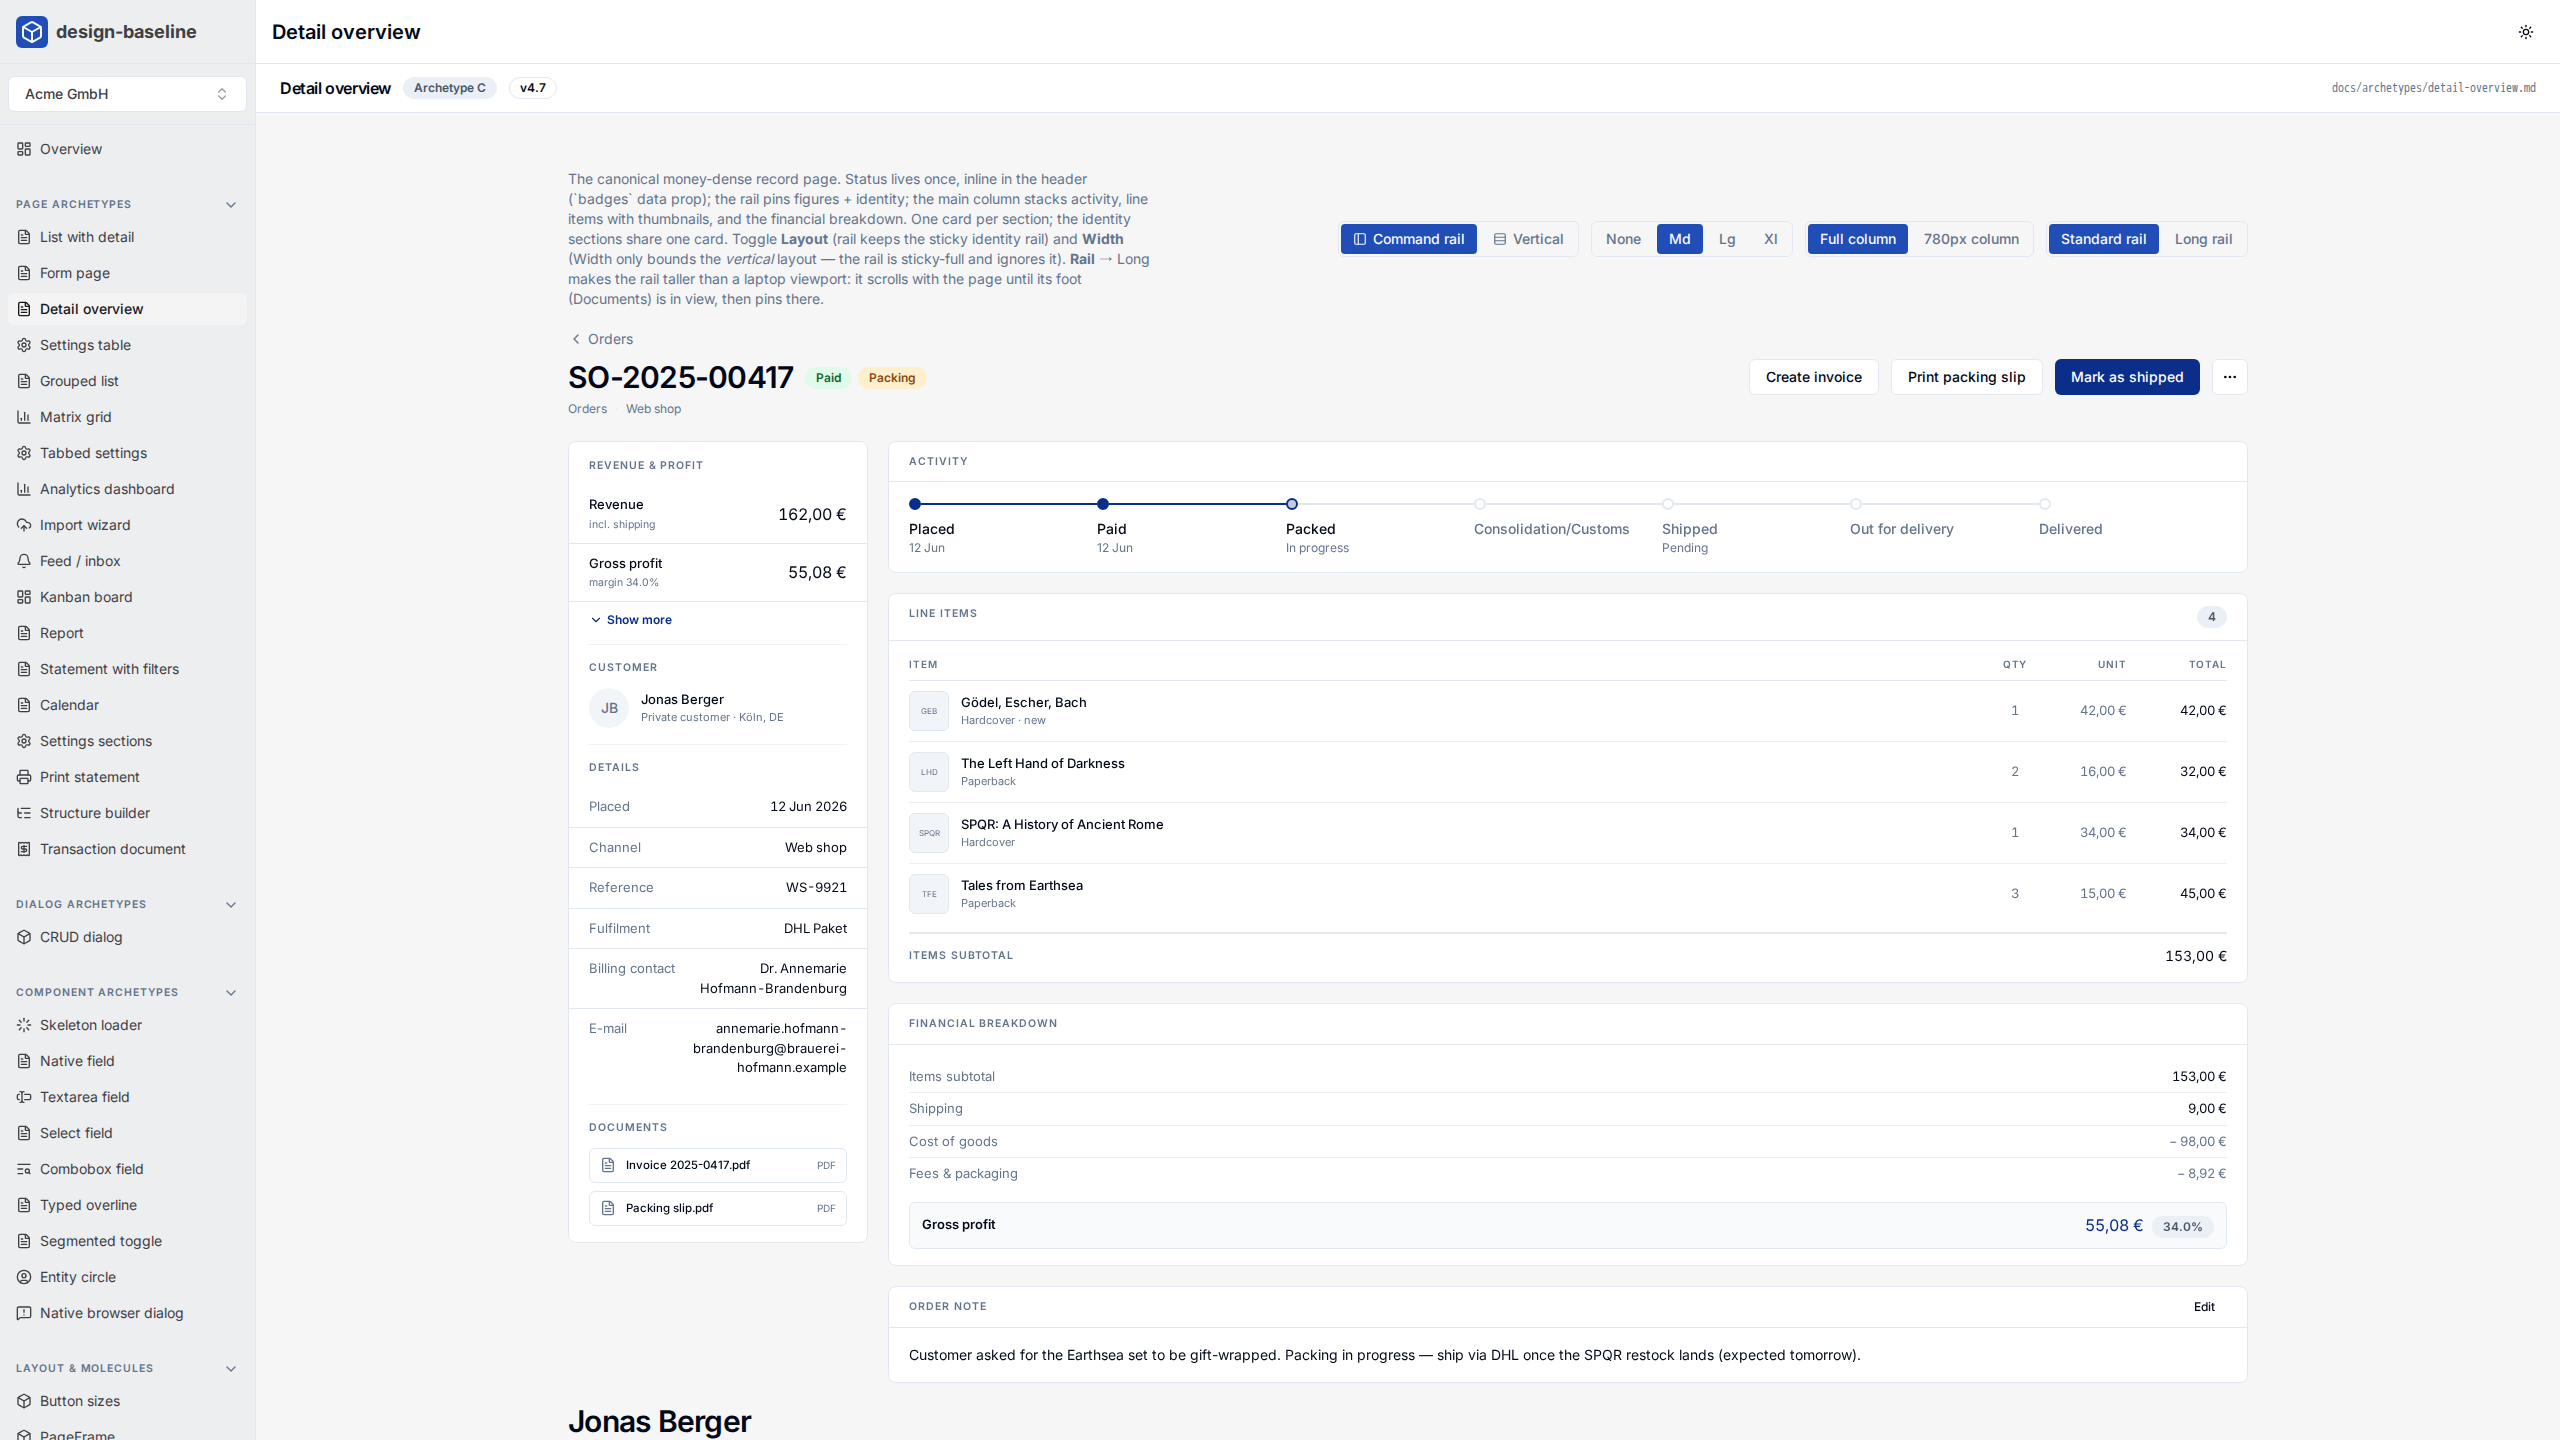 design-baseline
Acme GmbH
Overview
PAGE ARCHETYPES
List with detail
Form page
Detail overview
Settings table
Grouped list
Matrix grid
Tabbed settings
Analytics dashboard
Import wizard
Feed / inbox
Kanban board
Report
Statement with filters
Calendar
Settings sections
Print statement
Structure builder
Transaction document
DIALOG ARCHETYPES
CRUD dialog
COMPONENT ARCHETYPES
Skeleton loader
Native field
Textarea field
Select field
Combobox field
Typed overline
Segmented toggle
Entity circle
Native browser dialog
LAYOUT & MOLECULES
Button sizes
PageFrame
Detail overview
Detail overview Archetype C v4.7 docs/archetypes/detail-overview.md
The canonical money-dense record page. Status lives once, inline in the header
(`badges` data prop); the rail pins figures + identity; the main column stacks activity, line
items with thumbnails, and the financial breakdown. One card per section; the identity
sections share one card. Toggle Layout (rail keeps the sticky identity rail) and Width
(Width only bounds the vertical layout — the rail is sticky-full and ignores it). Rail → Long
makes the rail taller than a laptop viewport: it scrolls with the page until its foot
(Documents) is in view, then pins there.
Command rail Vertical None Md Lg Xl Full column 780px column Standard rail Long rail
Orders
SO-2025-00417 Paid Packing Create invoice Print packing slip Mark as shipped
Orders Web shop
REVENUE & PROFIT
Revenue 162,00 €
incl. shipping
Gross profit 55,08 €
margin 34.0%
Show more
CUSTOMER
JB Jonas Berger
Private customer · Köln, DE
DETAILS
Placed 12 Jun 2026
Channel Web shop
Reference WS-9921
Fulfilment DHL Paket
Billing contact Dr. Annemarie
Hofmann-Brandenburg
E-mail annemarie.hofmann-
brandenburg@brauerei-
hofmann.example
DOCUMENTS
Invoice 2025-0417.pdf PDF
Packing slip.pdf PDF
ACTIVITY
Placed Paid Packed Consolidation/Customs Shipped Out for delivery Delivered
12 Jun 12 Jun In progress Pending
LINE ITEMS 4
ITEM QTY UNIT TOTAL
GEB Gödel, Escher, Bach 1 42,00 € 42,00 €
Hardcover · new
LHD The Left Hand of Darkness 2 16,00 € 32,00 €
Paperback
SPQR SPQR: A History of Ancient Rome 1 34,00 € 34,00 €
Hardcover
TFE Tales from Earthsea 3 15,00 € 45,00 €
Paperback
ITEMS SUBTOTAL 153,00 €
FINANCIAL BREAKDOWN
Items subtotal 153,00 €
Shipping 9,00 €
Cost of goods − 98,00 €
Fees & packaging − 8,92 €
Gross profit 55,08 € 34.0%
ORDER NOTE Edit
Customer asked for the Earthsea set to be gift-wrapped. Packing in progress — ship via DHL once the SPQR restock lands (expected tomorrow).
Jonas Berger